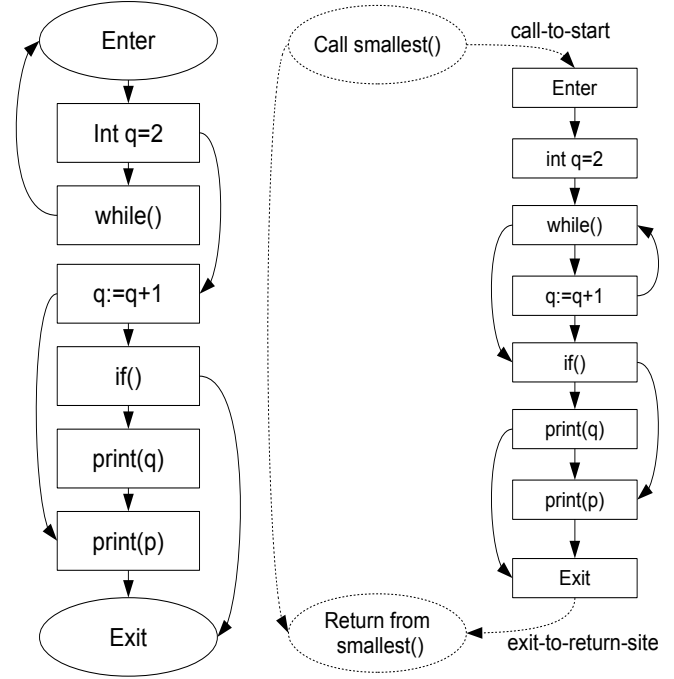 Enter
Int q=2
while()
q:=q+1
if()
print(q)
print(p)
Exit
Call smallest()
call-to-start
Enter
int q=2
while()
q:=q+1
if()
print(q)
print(p)
Exit
Return from
smallest()
exit-to-return-site